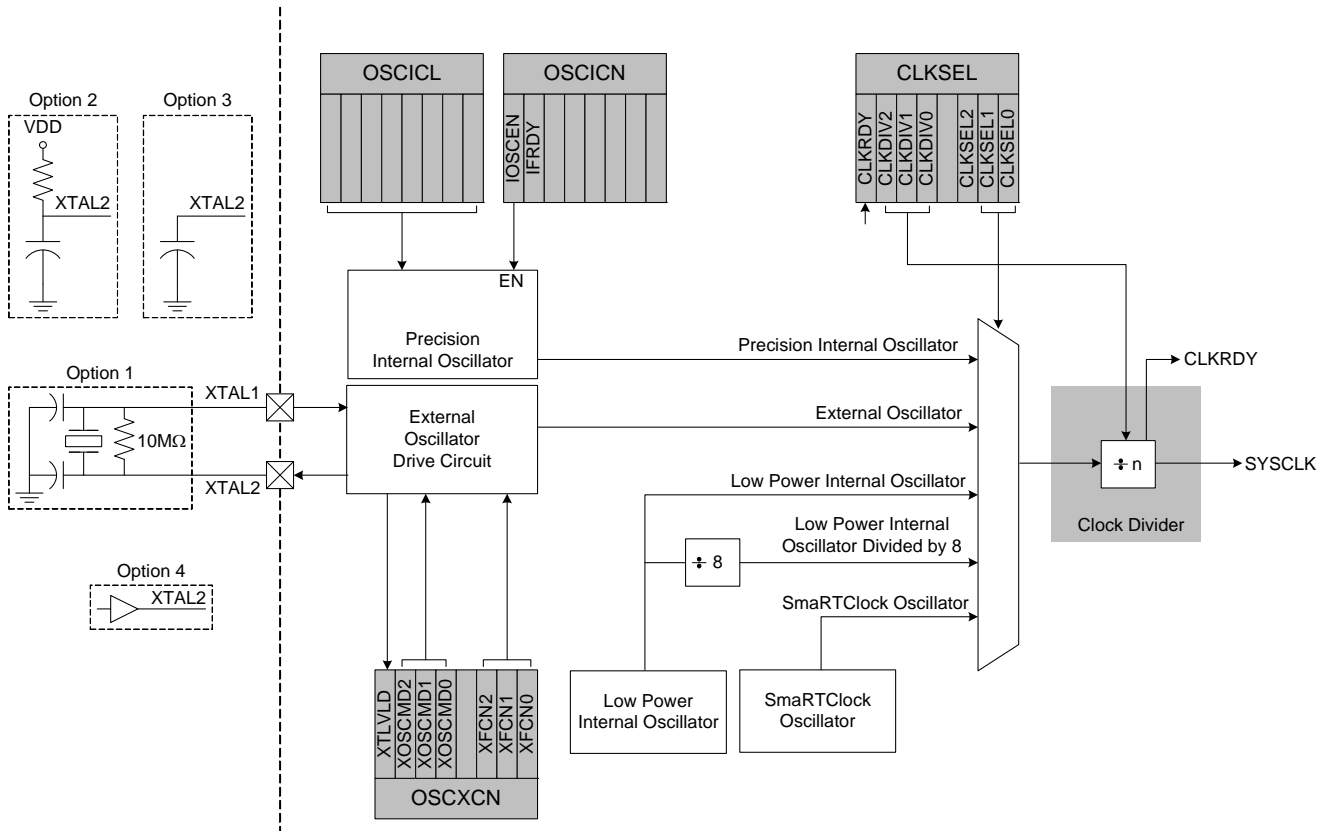 Option 2
VDD
XTAL2
Option 3
XTAL2
Option 1
XTAL1
10MΩ
XTAL2
Option 4
XTAL2
OSCICL
OSCICN
IOSCEN
IFRDY
CLKSEL
CLKRDY
CLKDIV2
CLKDIV1
CLKDIV0
CLKSEL2
CLKSEL1
CLKSEL0
EN
Precision
Internal Oscillator
External
Oscillator
Drive Circuit
Precision Internal Oscillator
External Oscillator
Low Power Internal Oscillator
Low Power Internal
Oscillator Divided by 8
÷ 8
SmaRTClock Oscillator
CLKRDY
÷ n
SYSCLK
Clock Divider
XTLVLD
XOSCMD2
XOSCMD1
XOSCMD0
XFCN2
XFCN1
XFCN0
OSCXCN
Low Power
Internal Oscillator
SmaRTClock
Oscillator